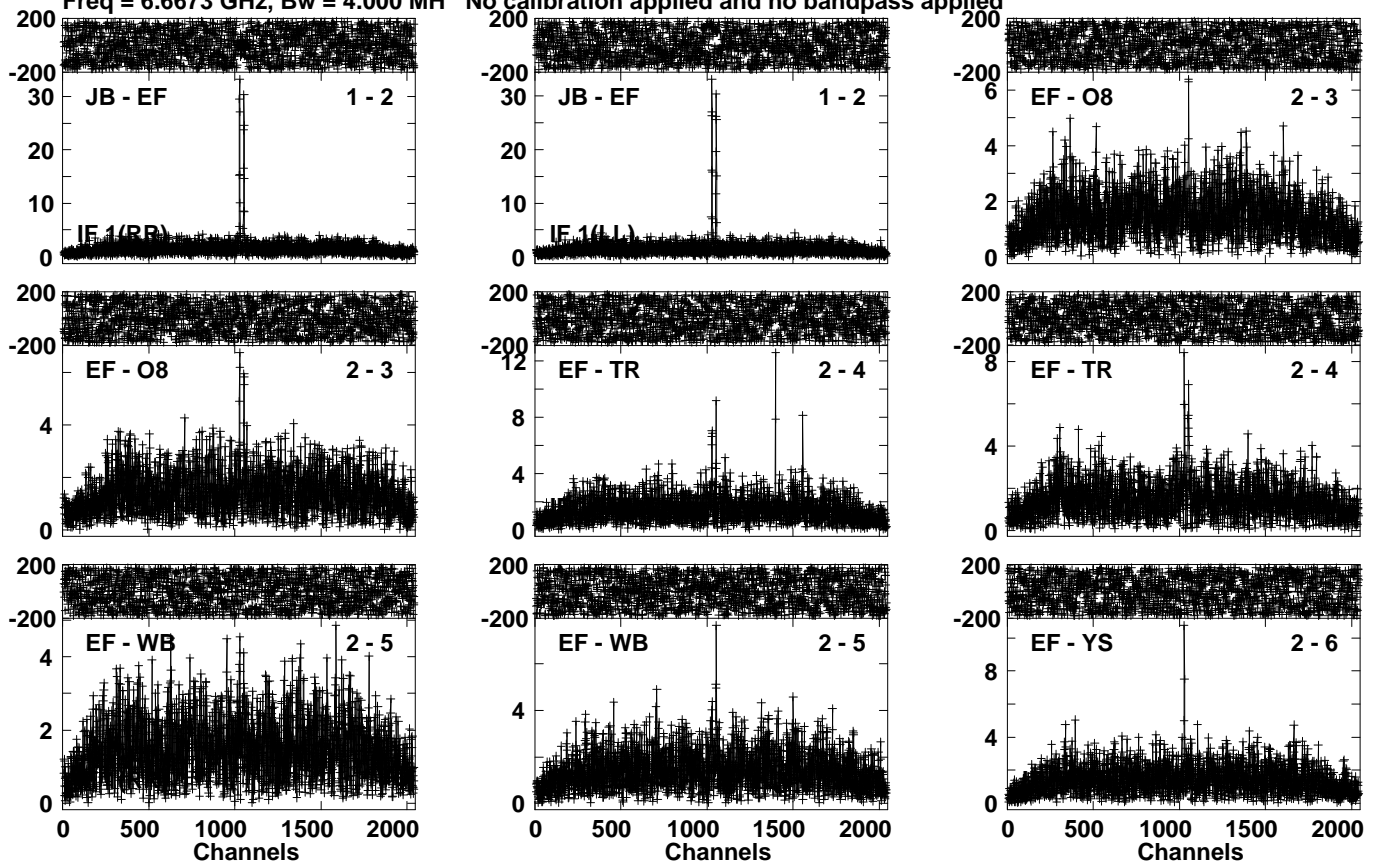 Freq = 6.6673 GHz, Bw = 4.000 MH No calibration applied and no bandpass applied
200 200 200
-200 -200 -200
JB - EF 1 - 2 JB - EF 1 - 2 EF - O8 2 - 3
30 30 6
20 20 4
10 10 2
IF 1(RR) IF 1(LL)
0 0 0
200 200 200
-200 -200 -200
EF - O8 2 - 3 EF - TR 2 - 4 EF - TR 2 - 4
12 8
8
4 4 4
0 0 0
200 200 200
-200 -200 -200
EF - WB 2 - 5 EF - WB 2 - 5 EF - YS 2 - 6
4 4 8
2 4
0 0 0
0 500 1000 1500 2000 0 500 1000 1500 2000 0 500 1000 1500 2000
Channels Channels Channels